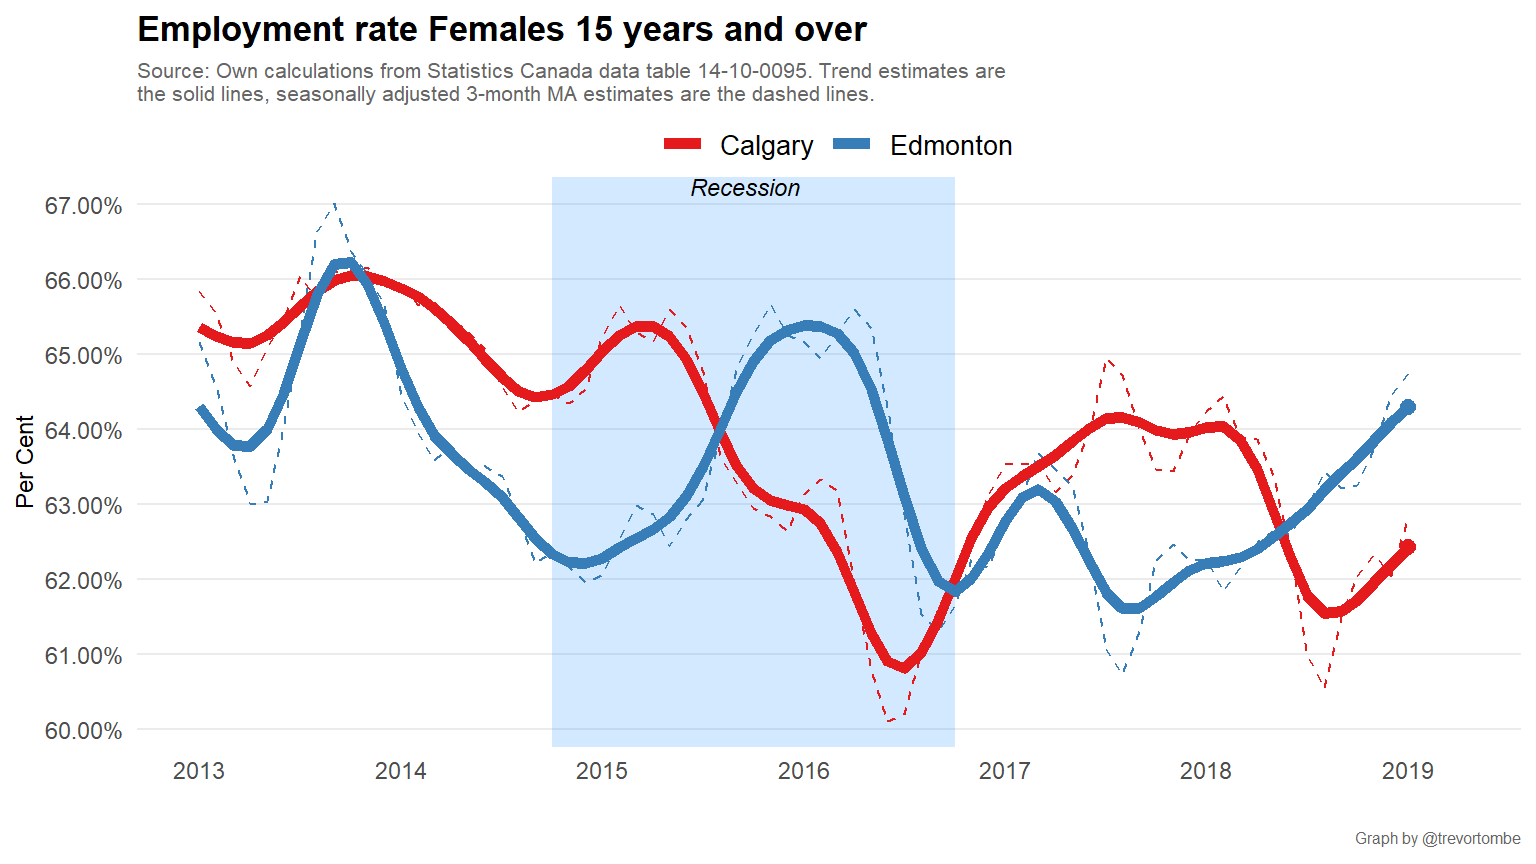 Employment rate Females 15 years and over
Source: Own calculations from Statistics Canada data table 14-10-0095. Trend estimates are
the solid lines, seasonally adjusted 3-month MA estimates are the dashed lines.
Calgary Edmonton
Recession
67.00%
66.00%
65.00%
64.00%
63.00%
62.00%
61.00%
60.00%
Per Cent
2013 2014 2015 2016 2017 2018 2019
Graph by @trevortombe